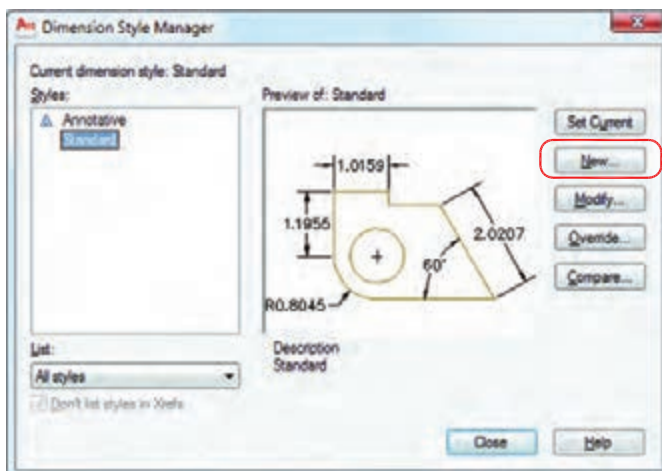 Dimension Style Manager
Current dimension style: Standard
Styles:
Annotative
Standard
Preview of: Standard
1.0159
1.1955
2.0207
60°
R0.8045
Set Current
New...
Modify...
Override...
Compare...
List:
All styles
Don't list styles in Xrefs
Description
Standard
Close
Help